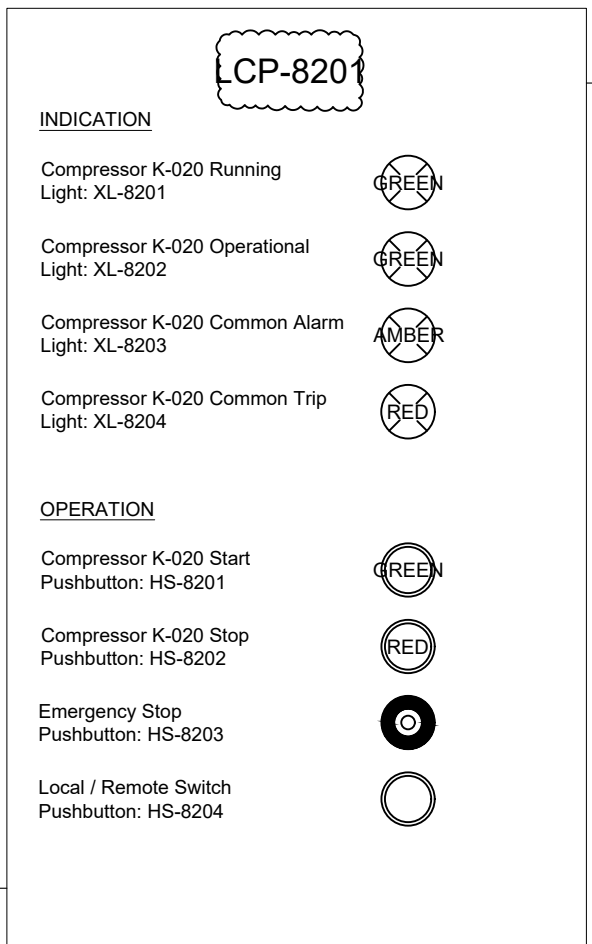 LCP-8201
INDICATION
Compressor K-020 Running
Light: XL-8201
GREEN
Compressor K-020 Operational
Light: XL-8202
GREEN
Compressor K-020 Common Alarm
Light: XL-8203
AMBER
Compressor K-020 Common Trip
Light: XL-8204
RED
OPERATION
Compressor K-020 Start
Pushbutton: HS-8201
GREEN
Compressor K-020 Stop
Pushbutton: HS-8202
RED
Emergency Stop
Pushbutton: HS-8203
Local / Remote Switch
Pushbutton: HS-8204